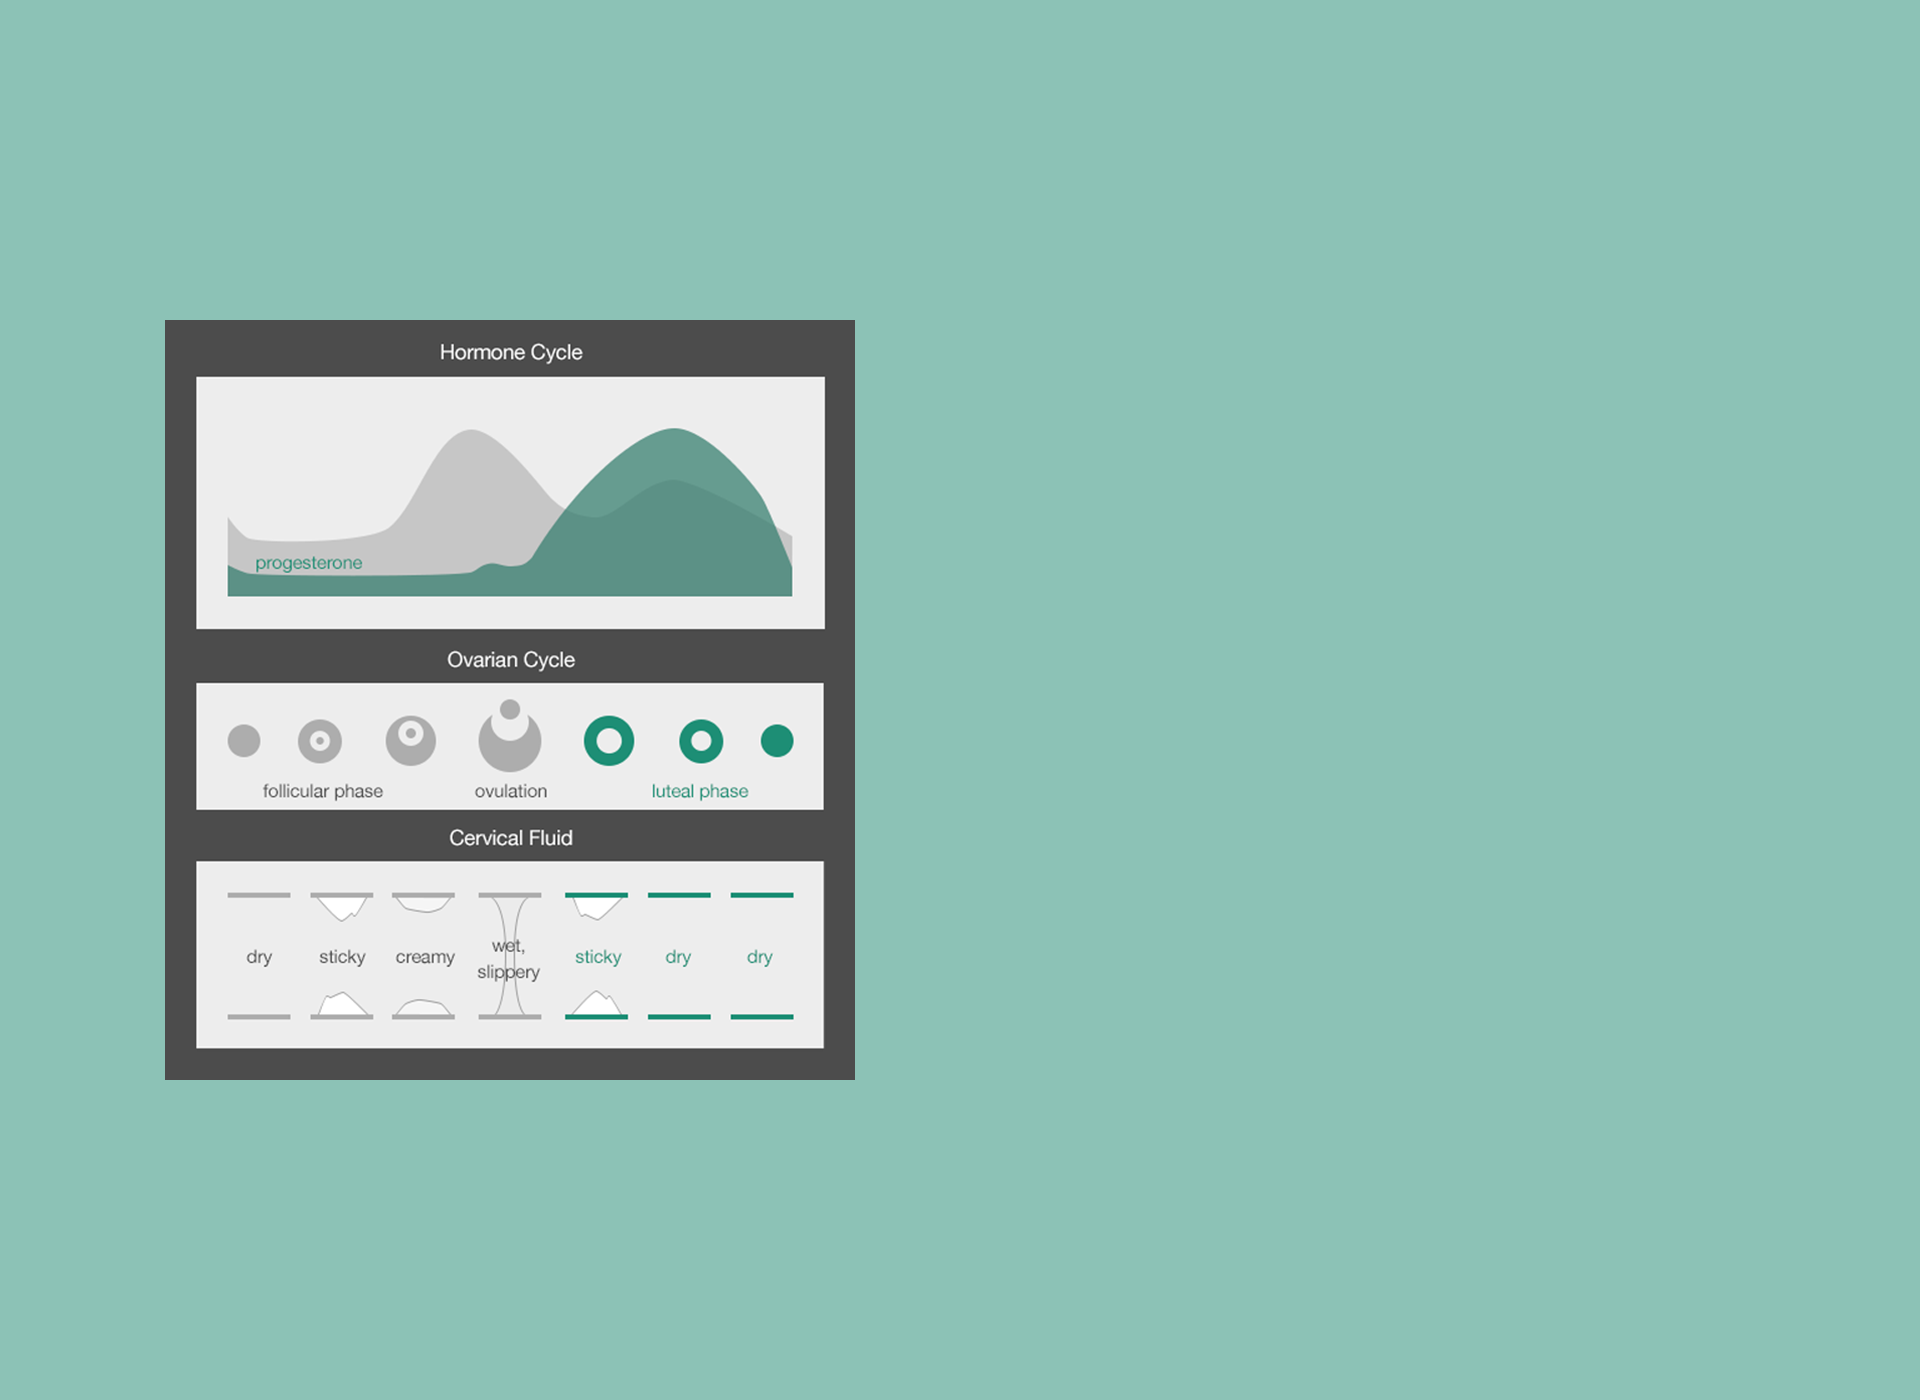 Hormone Cycle
progesterone
Ovarian Cycle
follicular phase
ovulation
luteal phase
Cervical Fluid
dry
sticky
creamy
wet,
slippery
sticky
dry
dry